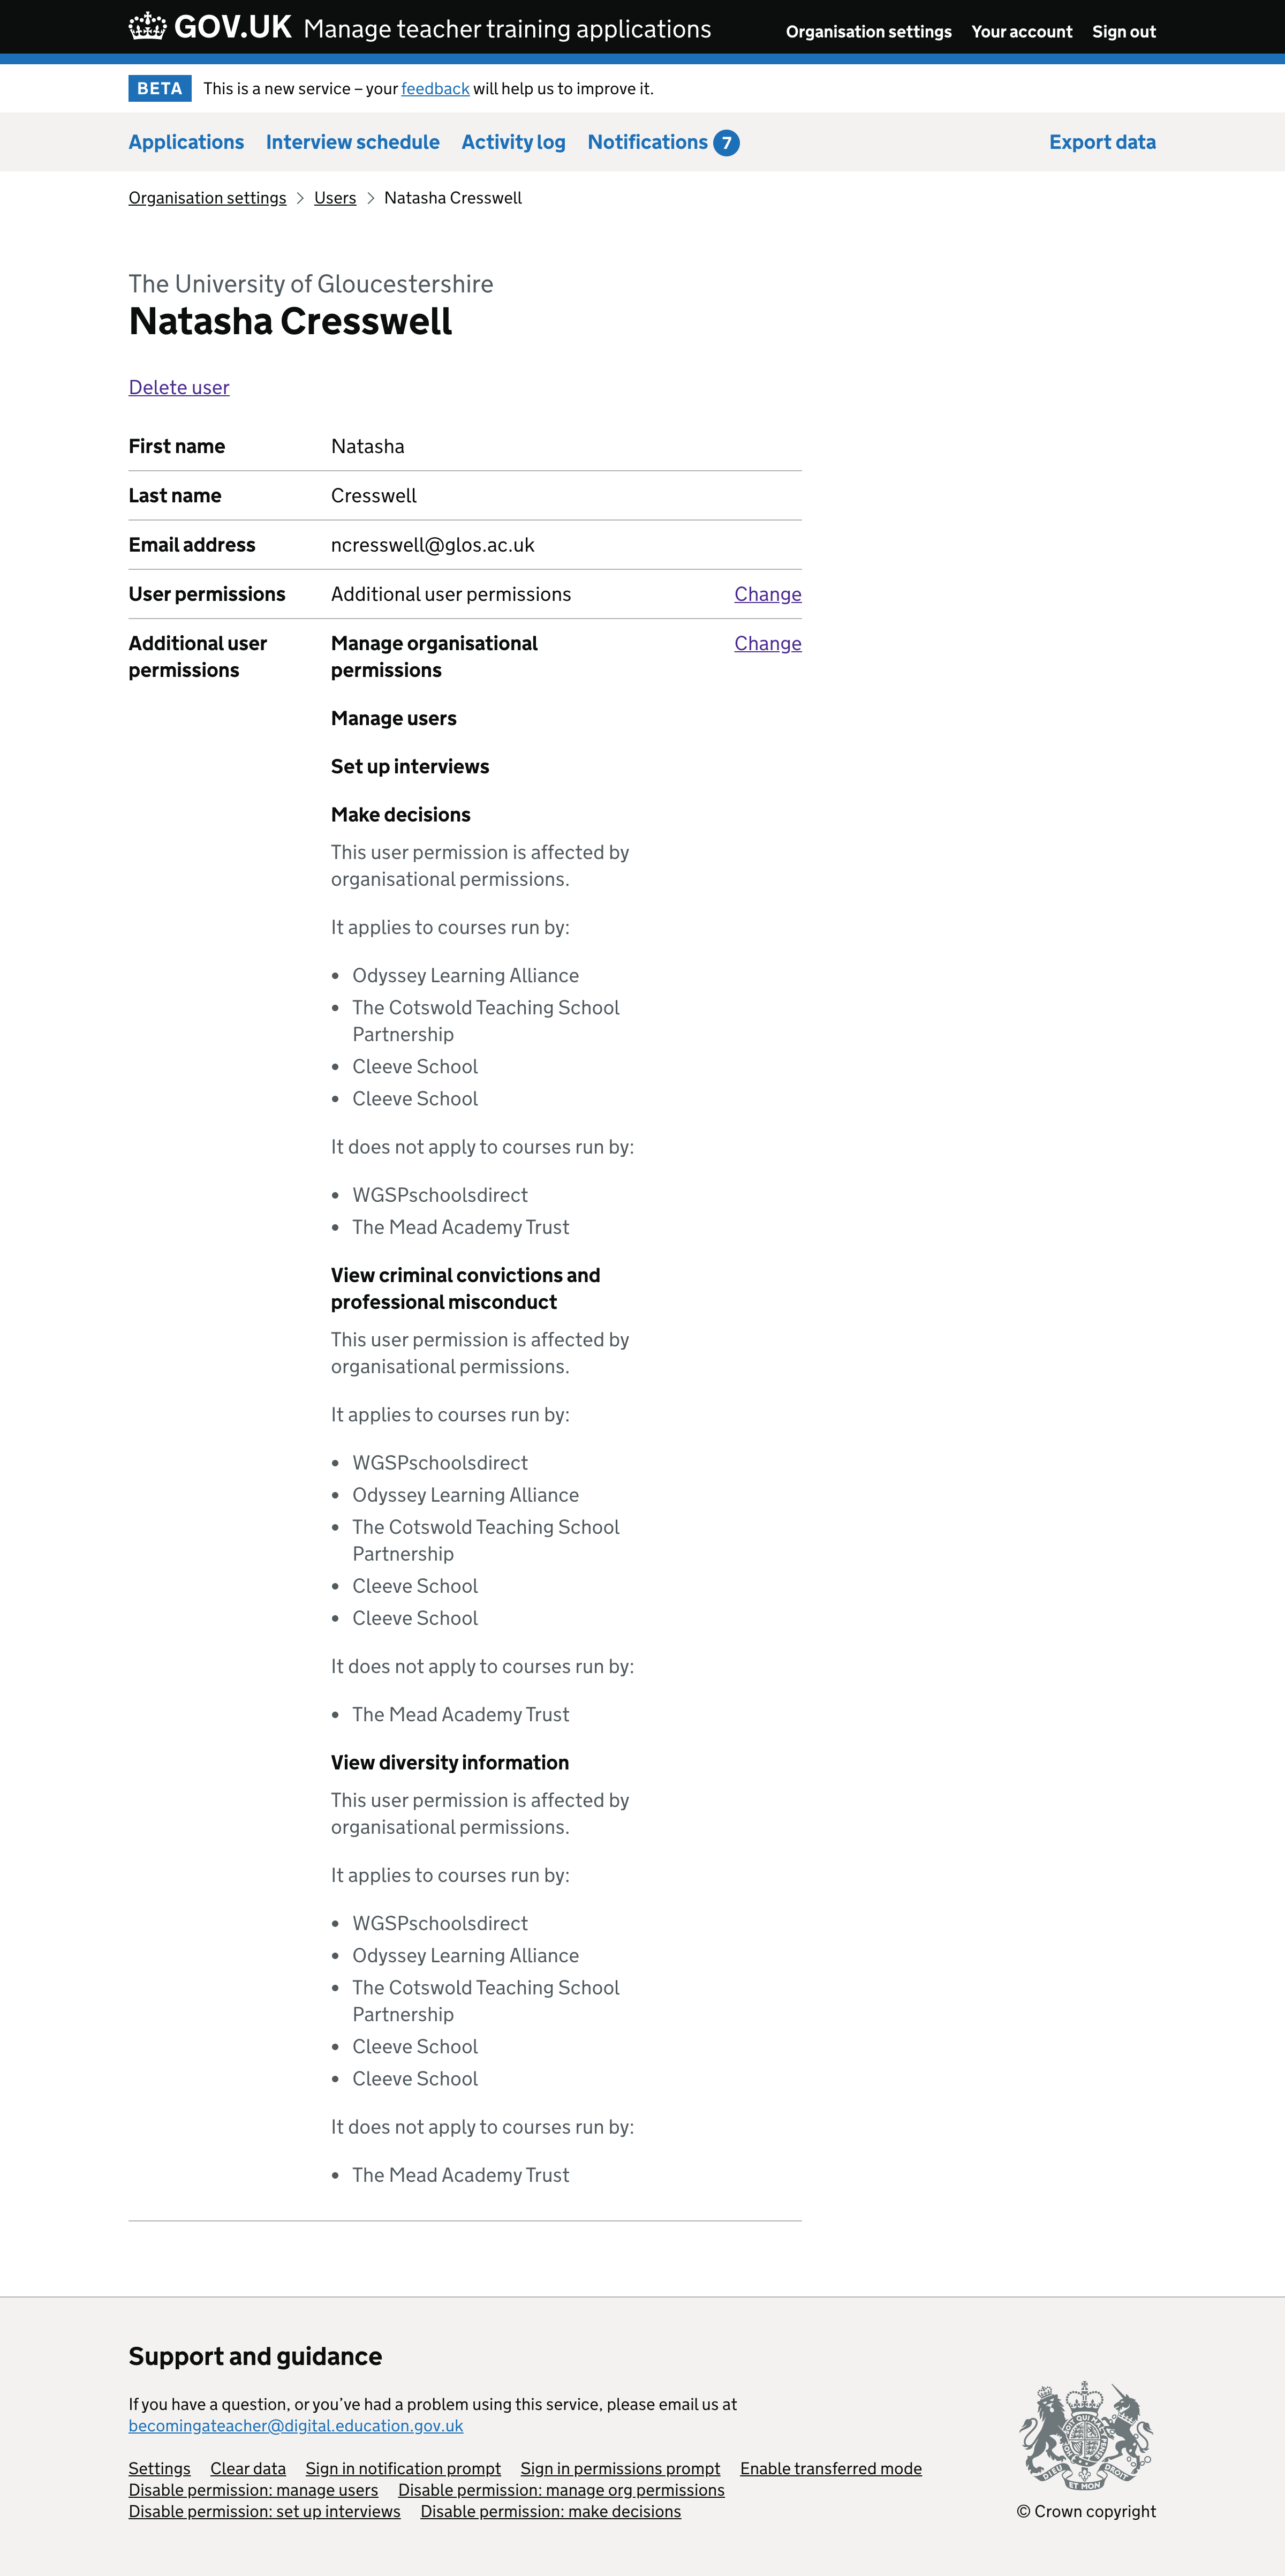 GOV.UK Manage teacher training applications Organisation settings Your account Sign out
BETA This is a new service – your feedback will help us to improve it.
Applications Interview schedule Activity log Notifications 7 Export data
Organisation settings Users Natasha Cresswell
The University of Gloucestershire
Natasha Cresswell
Delete user
First name Natasha
Last name Cresswell
Email address ncresswell@glos.ac.uk
User permissions Additional user permissions Change
Additional user Manage organisational Change
permissions permissions
Manage users
Set up interviews
Make decisions
This user permission is affected by
organisational permissions.
It applies to courses run by:
• Odyssey Learning Alliance
• The Cotswold Teaching School
Partnership
• Cleeve School
• Cleeve School
It does not apply to courses run by:
• WGSPschoolsdirect
• The Mead Academy Trust
View criminal convictions and
professional misconduct
This user permission is affected by
organisational permissions.
It applies to courses run by:
• WGSPschoolsdirect
• Odyssey Learning Alliance
• The Cotswold Teaching School
Partnership
• Cleeve School
• Cleeve School
It does not apply to courses run by:
• The Mead Academy Trust
View diversity information
This user permission is affected by
organisational permissions.
It applies to courses run by:
• WGSPschoolsdirect
• Odyssey Learning Alliance
• The Cotswold Teaching School
Partnership
• Cleeve School
• Cleeve School
It does not apply to courses run by:
• The Mead Academy Trust
Support and guidance
If you have a question, or you’ve had a problem using this service, please email us at
becomingateacher@digital.education.gov.uk
Settings Clear data Sign in notification prompt Sign in permissions prompt Enable transferred mode
Disable permission: manage users Disable permission: manage org permissions
Disable permission: set up interviews Disable permission: make decisions
DIEU ET MON DROIT
© Crown copyright